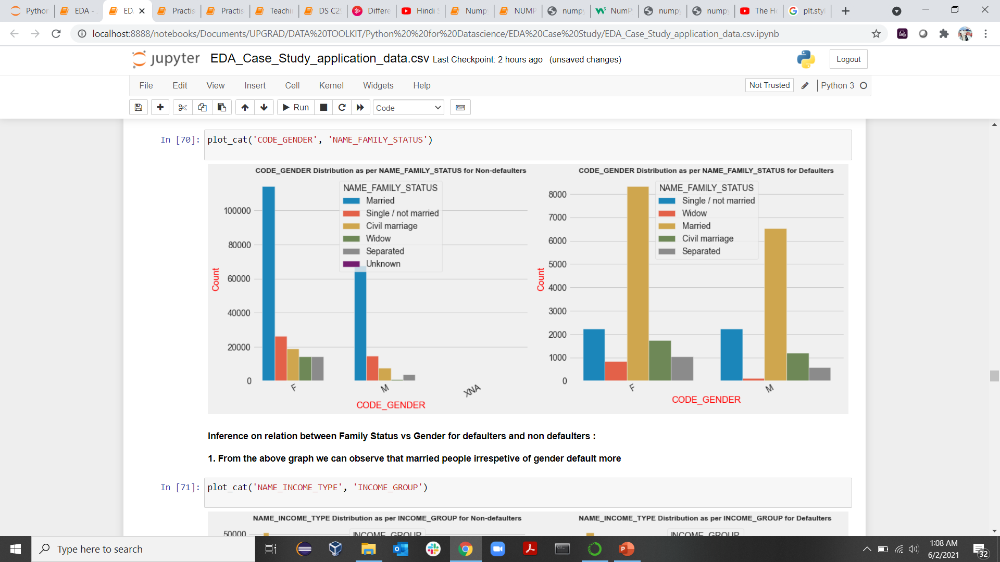 Python
EDA -
ED
Practis
Practis
Teachi
DS C2
Differe
Hindi S
Nump
NUMP
numpy
NumP
numpy
numpy
The H
plt.sty
localhost:8888/notebooks/Documents/UPGRAD/DATA%20TOOLKIT/Python%20%20for%20Datascience/EDA%20Case%20Study/EDA_Case_Study_application_data.csv.ipynb
jupyter EDA_Case_Study_application_data.csv Last Checkpoint: 2 hours ago (unsaved changes)
Logout
File Edit View Insert Cell Kernel Widgets Help
Not Trusted Python 3
Run Code
In [70]: plot_cat('CODE_GENDER', 'NAME_FAMILY_STATUS')
CODE_GENDER Distribution as per NAME_FAMILY_STATUS for Non-defaulters
NAME_FAMILY_STATUS
Married
Single / not married
Civil marriage
Widow
Separated
Unknown
100000
80000
60000
40000
20000
0
Count
F
M
XNA
CODE_GENDER
CODE_GENDER Distribution as per NAME_FAMILY_STATUS for Defaulters
NAME_FAMILY_STATUS
Single / not married
Widow
Married
Civil marriage
Separated
8000
7000
6000
5000
4000
3000
2000
1000
0
Count
F
M
CODE_GENDER
Inference on relation between Family Status vs Gender for defaulters and non defaulters :
1. From the above graph we can observe that married people irrespetive of gender default more
In [71]: plot_cat('NAME_INCOME_TYPE', 'INCOME_GROUP')
NAME_INCOME_TYPE Distribution as per INCOME_GROUP for Non-defaulters
50000
INCOME_GROUP
NAME_INCOME_TYPE Distribution as per INCOME_GROUP for Defaulters
INCOME_GROUP
Type here to search
1:08 AM
6/2/2021
32